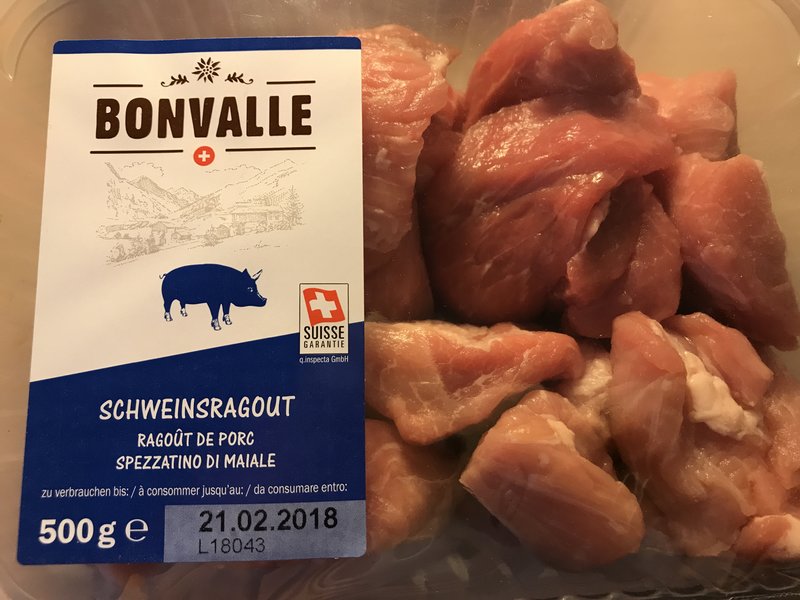 BONVALLE
SUISSE
GARANTIE
q.inspecta GmbH
SCHWEINSRAGOUT
RAGOÛT DE PORC
SPEZZATINO DI MAIALE
zu verbrauchen bis: / à consommer jusqu'au: / da consumare entro:
500 g e 21.02.2018
L18043